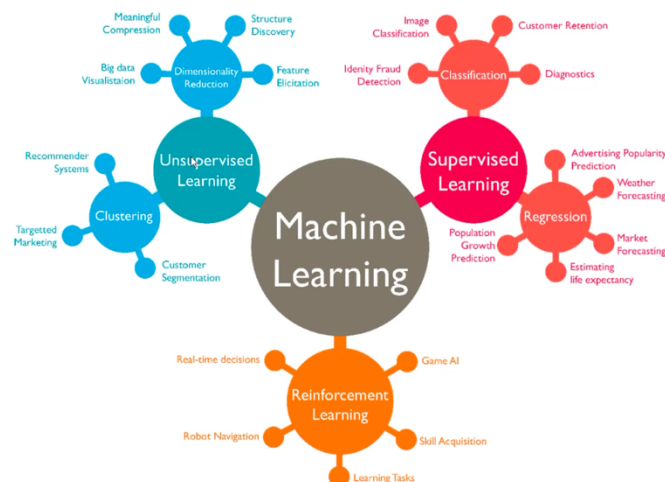 Meaningful
Compression
Structure
Discovery
Big data
Visualistaion
Dimensionality
Reduction
Feature
Elicitation
Unsupervised
Learning
Recommender
Systems
Clustering
Targetted
Marketing
Customer
Segmentation
Machine
Learning
Image
Classification
Customer Retention
Idenity Fraud
Detection
Classification
Diagnostics
Supervised
Learning
Advertising Popularity
Prediction
Weather
Forecasting
Regression
Population
Growth
Prediction
Market
Forecasting
Estimating
life expectancy
Real-time decisions
Game AI
Reinforcement
Learning
Robot Navigation
Skill Acquisition
Learning Tasks